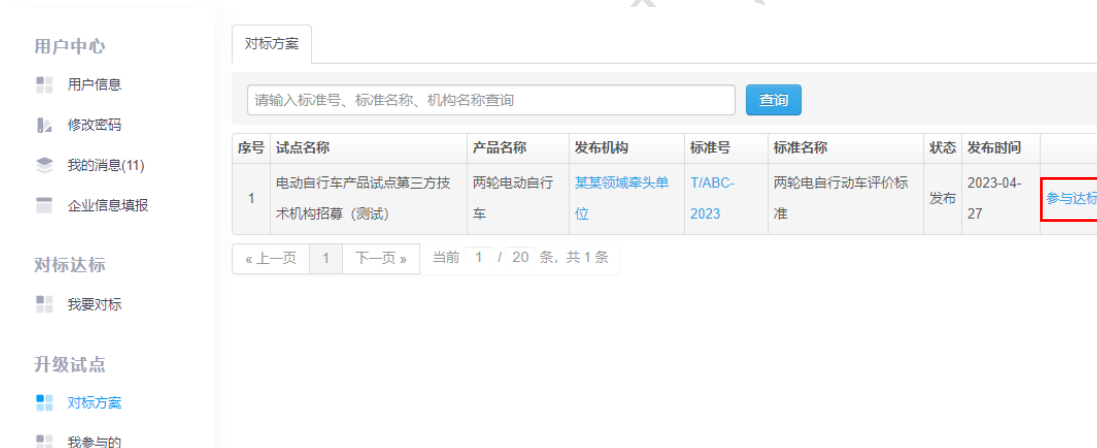 用户中心
用户信息
修改密码
我的消息(11)
企业信息填报
对标达标
我要对标
升级试点
对标方案
我参与的
对标方案
请输入标准号、标准名称、机构名称查询
查询
序号 试点名称 产品名称 发布机构 标准号 标准名称 状态 发布时间
1 电动自行车产品试点第三方技术机构招募（测试） 两轮电动自行车 某某领域牵头单位 T/ABC-2023 两轮电自行动车评价标准 发布 2023-04-27 参与达标
«上一页 1 下一页» 当前 1 / 20 条, 共 1 条